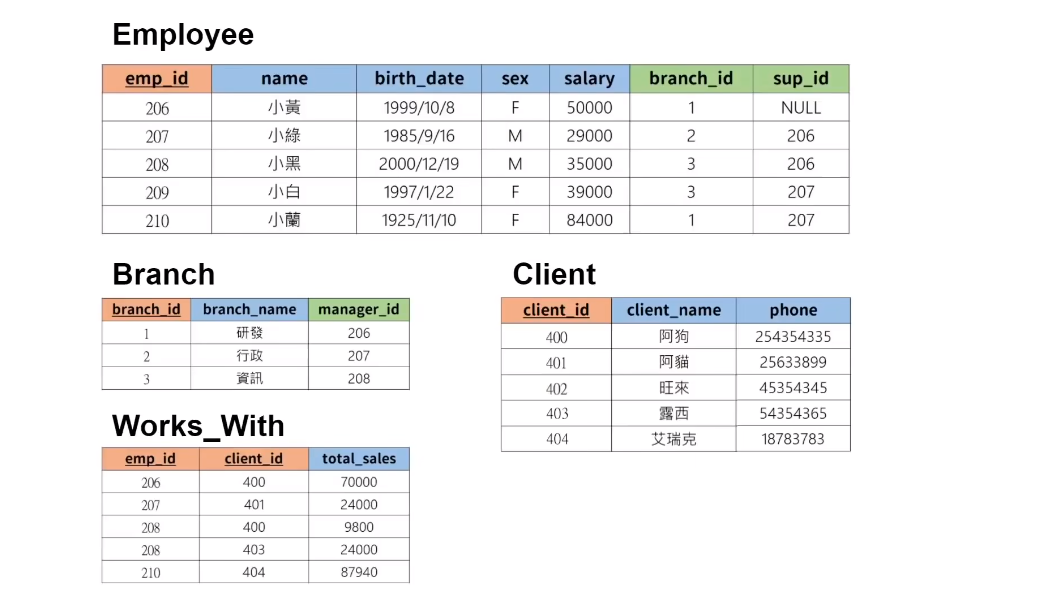 Employee
emp_id name birth_date sex salary branch_id sup_id
206 小黃 1999/10/8 F 50000 1 NULL
207 小綠 1985/9/16 M 29000 2 206
208 小黑 2000/12/19 M 35000 3 206
209 小白 1997/1/22 F 39000 3 207
210 小蘭 1925/11/10 F 84000 1 207
Branch
branch_id branch_name manager_id
1 研發 206
2 行政 207
3 資訊 208
Client
client_id client_name phone
400 阿狗 254354335
401 阿貓 25633899
402 旺來 45354345
403 露西 54354365
404 艾瑞克 18783783
Works_With
emp_id client_id total_sales
206 400 70000
207 401 24000
208 400 9800
208 403 24000
210 404 87940